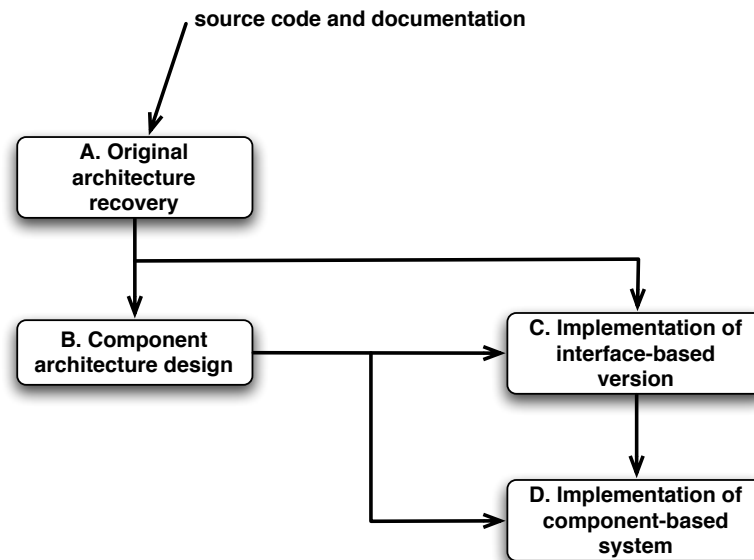 source code and documentation
A. Original
architecture
recovery
B. Component
architecture design
C. Implementation of
interface-based
version
D. Implementation of
component-based
system